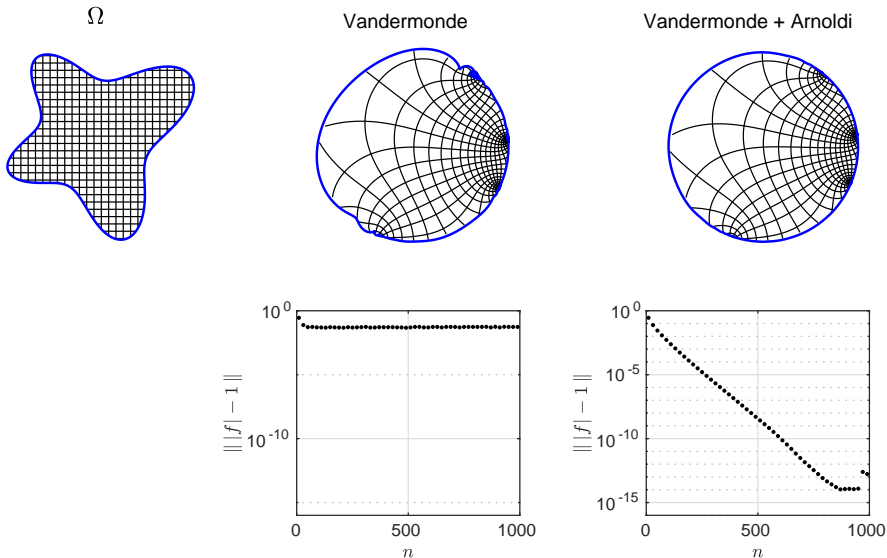 Ω
Vandermonde
Vandermonde + Arnoldi
10^0
10^-10
‖ |f| − 1 ‖
0
500
1000
n
10^0
10^-5
10^-10
10^-15
‖ |f| − 1 ‖
0
500
1000
n